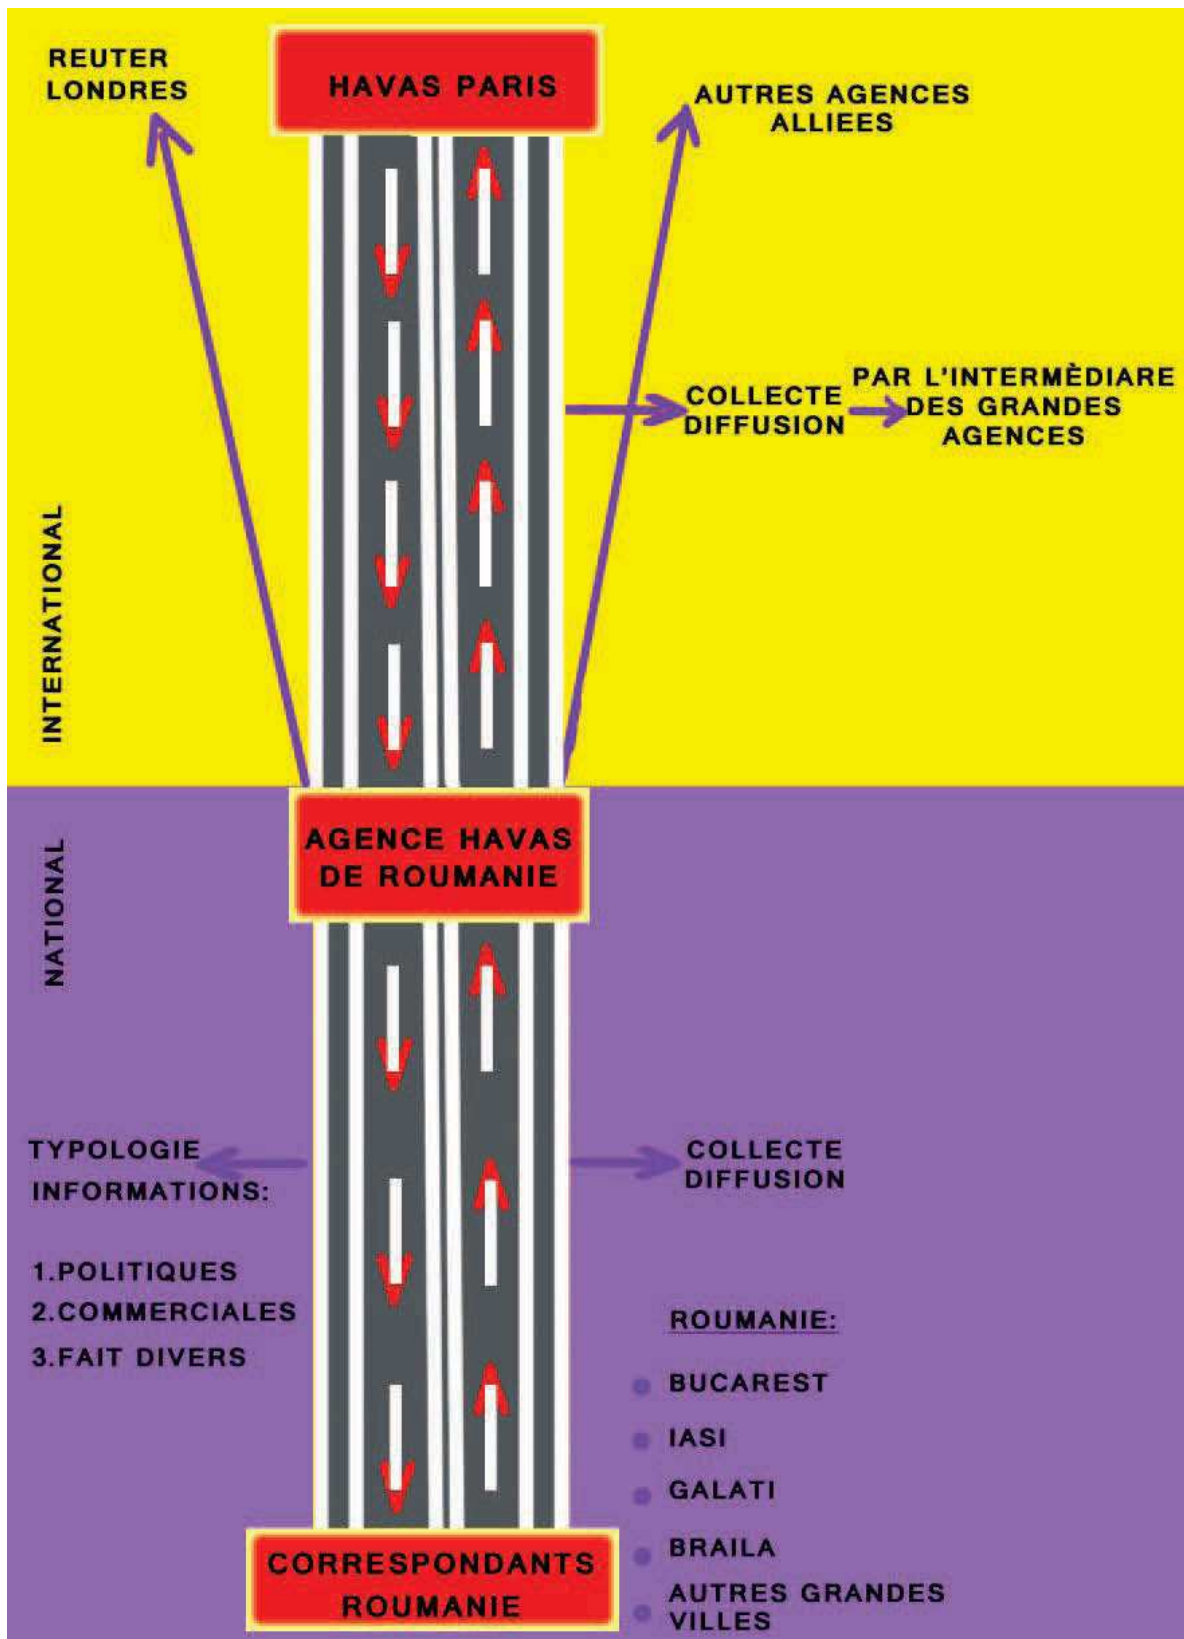 REUTER
LONDRES
HAVAS PARIS
AUTRES AGENCES
ALLIEES
COLLECTE
DIFFUSION
PAR L'INTERMÈDIARE
DES GRANDES
AGENCES
INTERNATIONAL
AGENCE HAVAS
DE ROUMANIE
NATIONAL
TYPOLOGIE
INFORMATIONS:
1.POLITIQUES
2.COMMERCIALES
3.FAIT DIVERS
COLLECTE
DIFFUSION
ROUMANIE:
BUCAREST
IASI
GALATI
BRAILA
AUTRES GRANDES
VILLES
CORRESPONDANTS
ROUMANIE